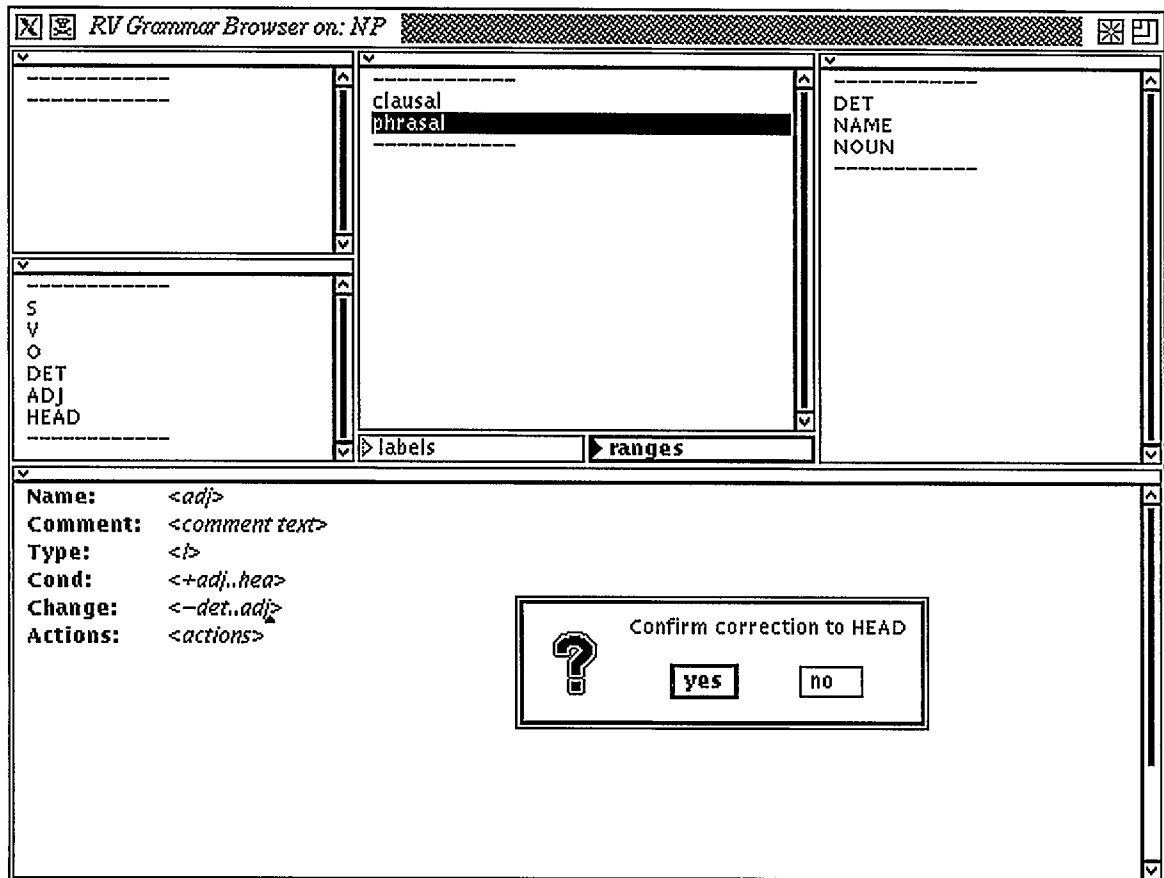 RV Grammar Browser on: NP
------------
------------
------------
S
V
O
DET
ADJ
HEAD
------------
------------
clausal
phrasal
------------
labels
ranges
------------
DET
NAME
NOUN
------------
Name: <adj>
Comment: <comment text>
Type: <i>
Cond: <+adj..hea>
Change: <−det..adj>
Actions: <actions>
Confirm correction to HEAD
?
yes no